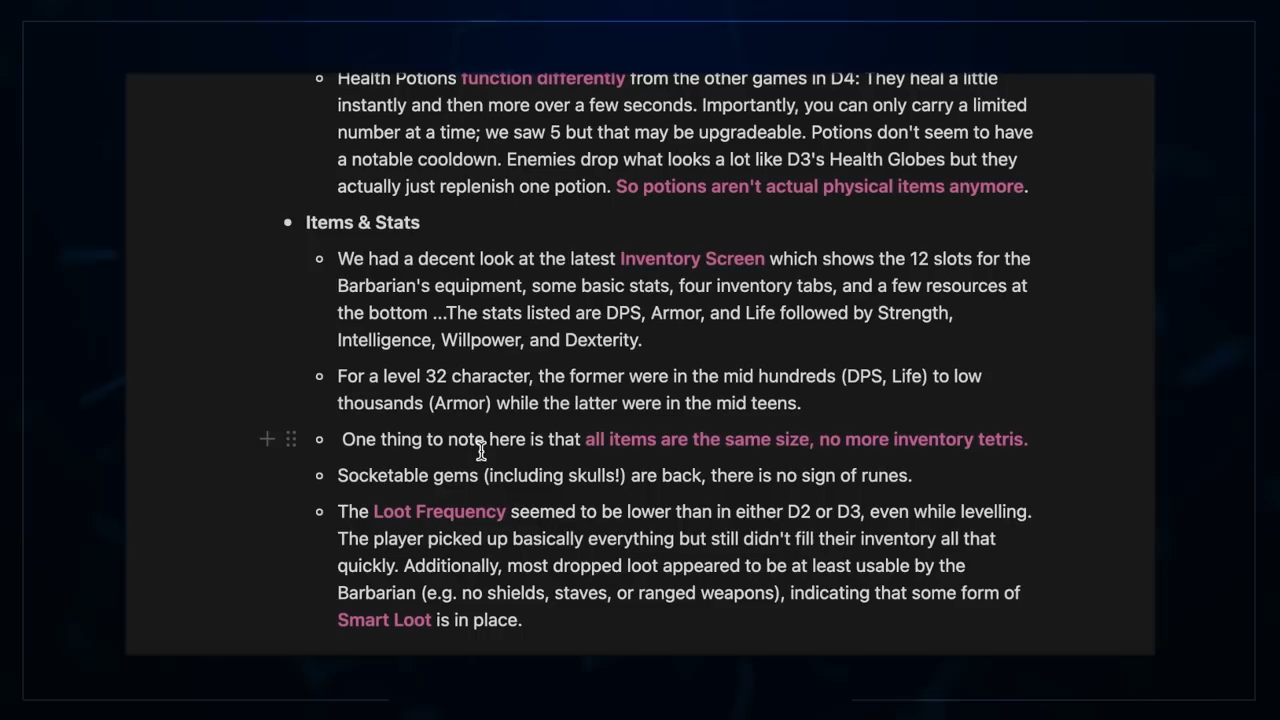 Health Potions function differently from the other games in D4: They heal a little
instantly and then more over a few seconds. Importantly, you can only carry a limited
number at a time; we saw 5 but that may be upgradeable. Potions don't seem to have
a notable cooldown. Enemies drop what looks a lot like D3's Health Globes but they
actually just replenish one potion. So potions aren't actual physical items anymore.
Items & Stats
We had a decent look at the latest Inventory Screen which shows the 12 slots for the
Barbarian's equipment, some basic stats, four inventory tabs, and a few resources at
the bottom ...The stats listed are DPS, Armor, and Life followed by Strength,
Intelligence, Willpower, and Dexterity.
For a level 32 character, the former were in the mid hundreds (DPS, Life) to low
thousands (Armor) while the latter were in the mid teens.
One thing to note here is that all items are the same size, no more inventory tetris.
Socketable gems (including skulls!) are back, there is no sign of runes.
The Loot Frequency seemed to be lower than in either D2 or D3, even while levelling.
The player picked up basically everything but still didn't fill their inventory all that
quickly. Additionally, most dropped loot appeared to be at least usable by the
Barbarian (e.g. no shields, staves, or ranged weapons), indicating that some form of
Smart Loot is in place.